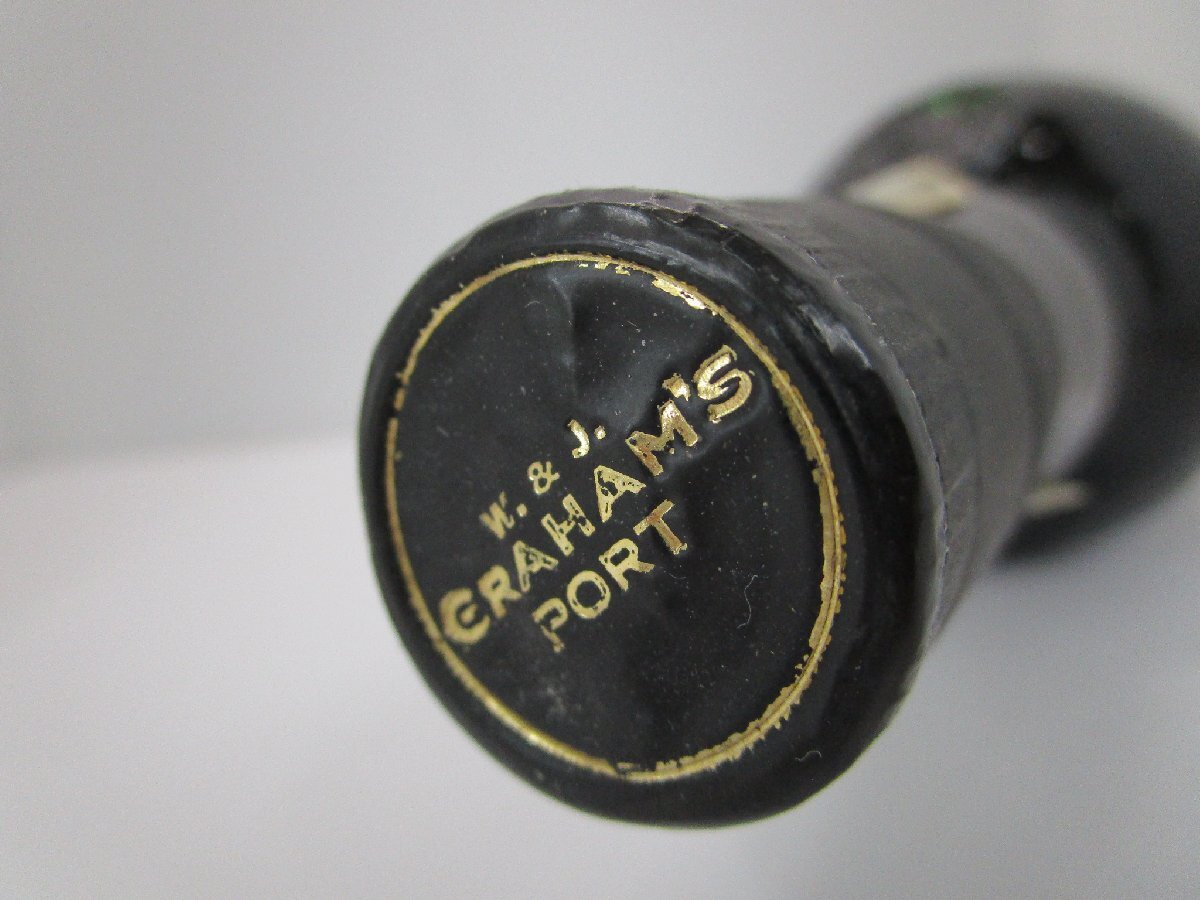 W. & J.
GRAHAM'S
PORT